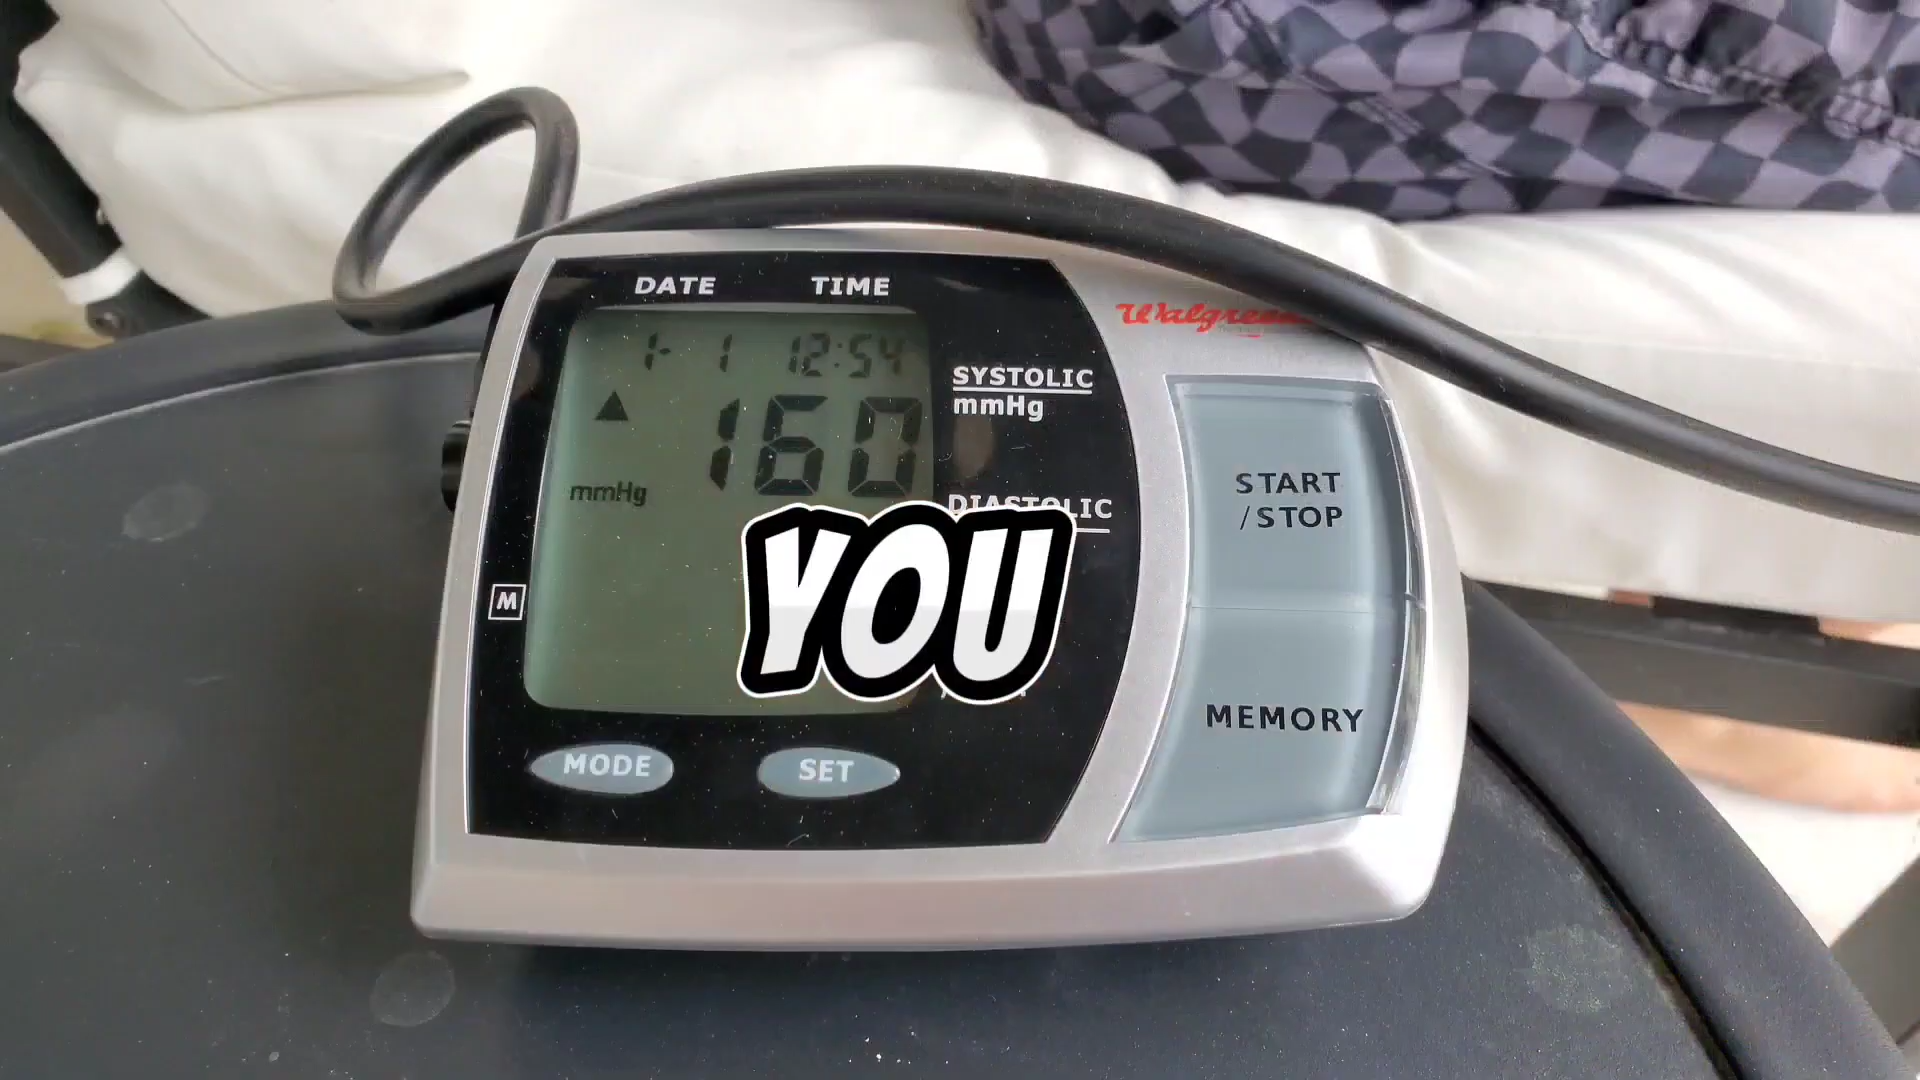 DATE TIME
1- 1 12:54
Walgreens
160
SYSTOLIC
mmHg
mmHg
DIASTOLIC
START
/STOP
YOU
M
MEMORY
MODE SET